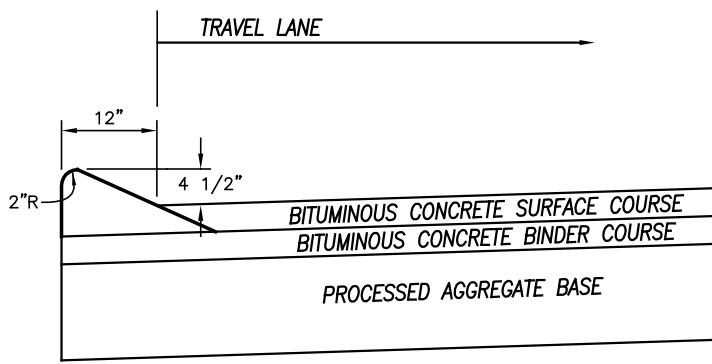 TRAVEL LANE
12”
4 1/2”
2”R
BITUMINOUS CONCRETE SURFACE COURSE
BITUMINOUS CONCRETE BINDER COURSE
PROCESSED AGGREGATE BASE